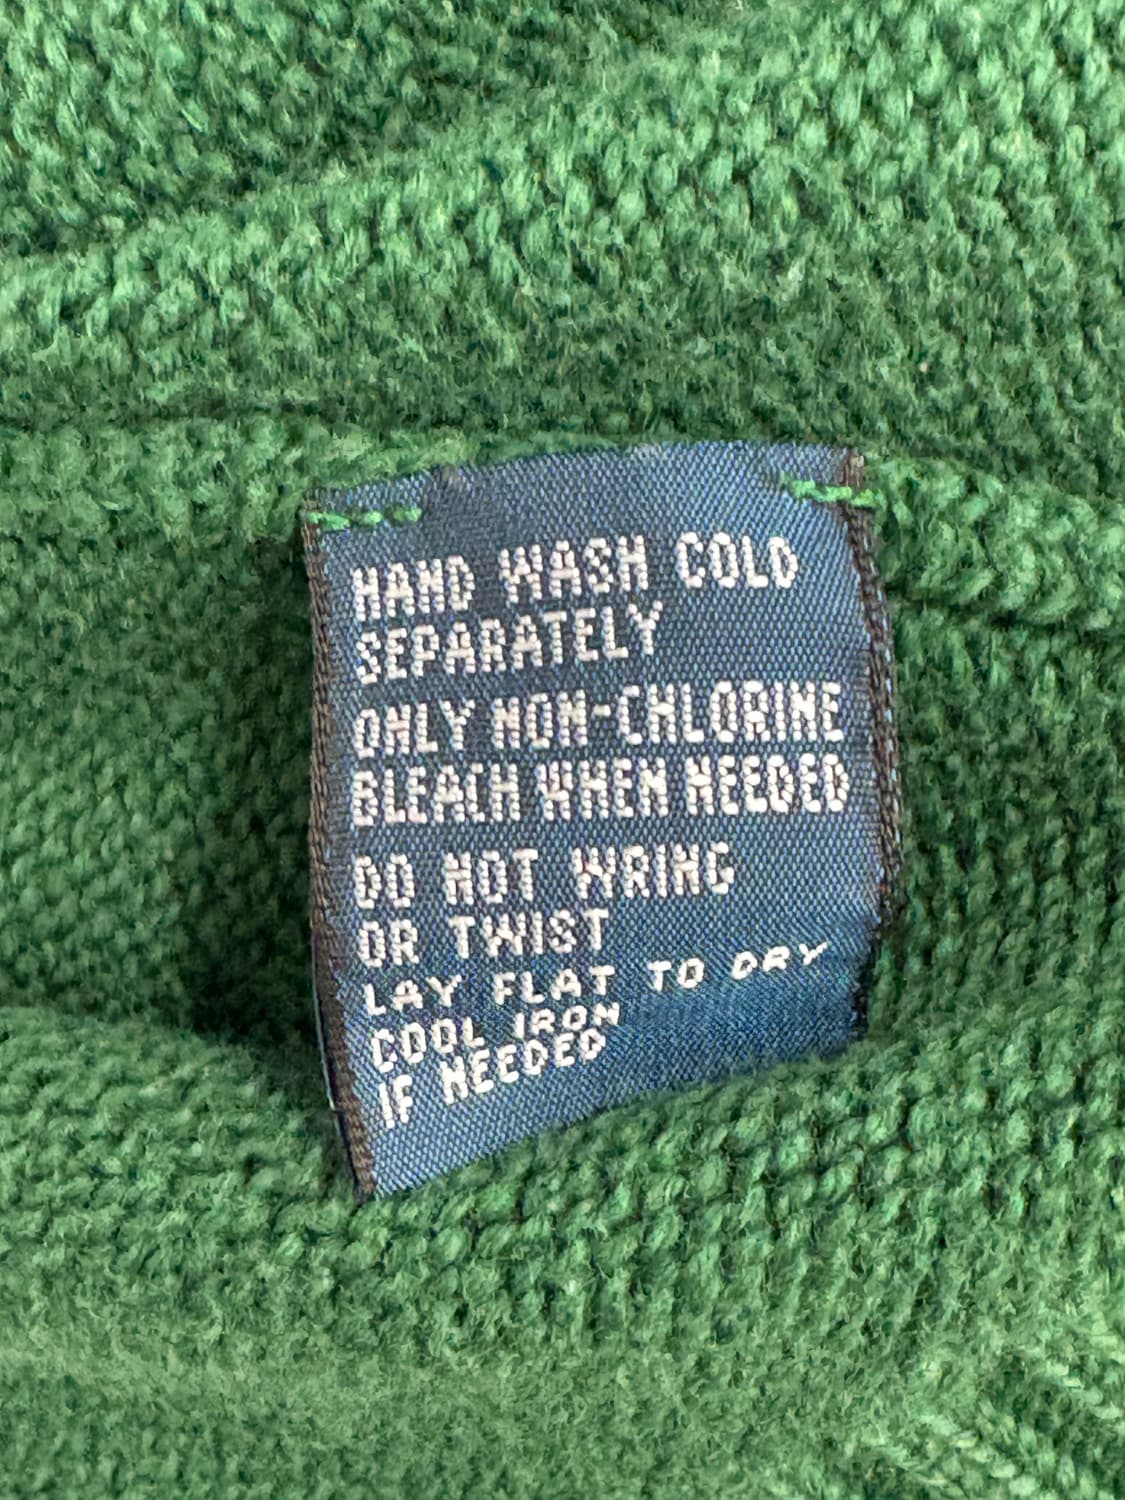 HAND WASH COLD
SEPARATELY
ONLY NON-CHLORINE
BLEACH WHEN NEEDED
DO NOT WRING
OR TWIST
LAY FLAT TO DRY
COOL IRON
IF NEEDED